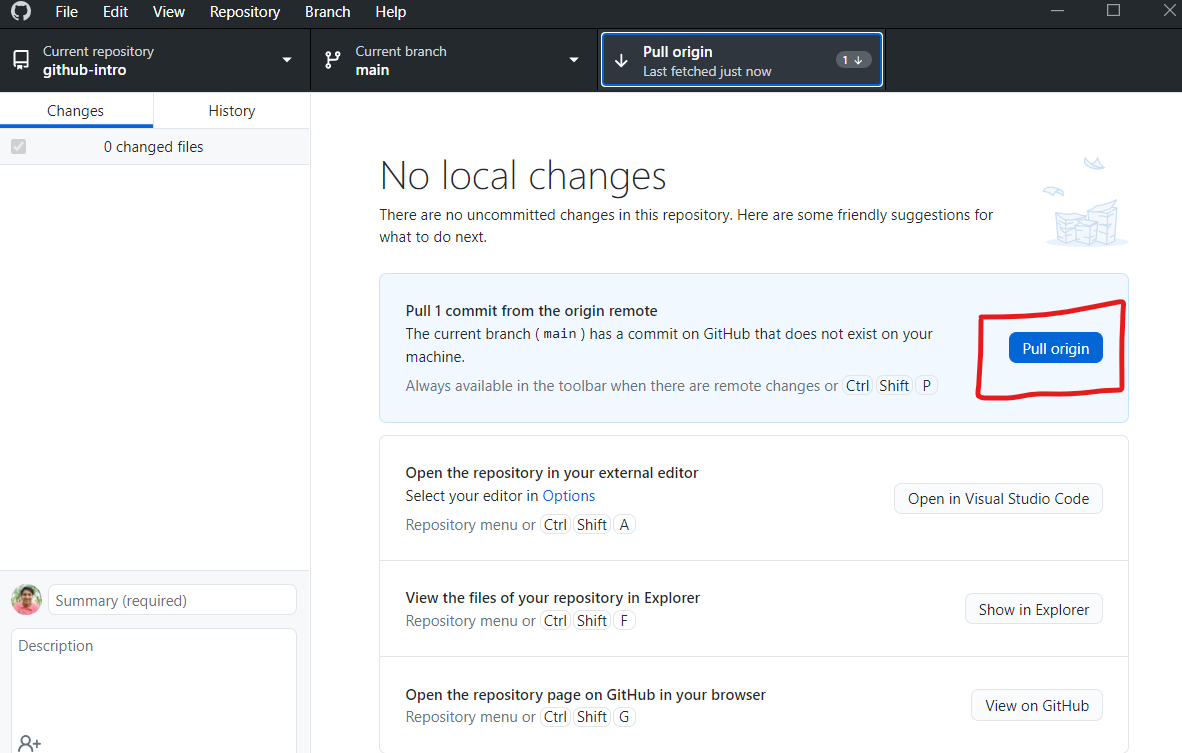 File Edit View Repository Branch Help
Current repository
github-intro
Current branch
main
Pull origin
Last fetched just now
1
Changes History
0 changed files
No local changes
There are no uncommitted changes in this repository. Here are some friendly suggestions for
what to do next.
Pull 1 commit from the origin remote
The current branch ( main ) has a commit on GitHub that does not exist on your
machine.
Always available in the toolbar when there are remote changes or Ctrl Shift P
Pull origin
Open the repository in your external editor
Select your editor in Options
Repository menu or Ctrl Shift A
Open in Visual Studio Code
View the files of your repository in Explorer
Repository menu or Ctrl Shift F
Show in Explorer
Open the repository page on GitHub in your browser
Repository menu or Ctrl Shift G
View on GitHub
Summary (required)
Description